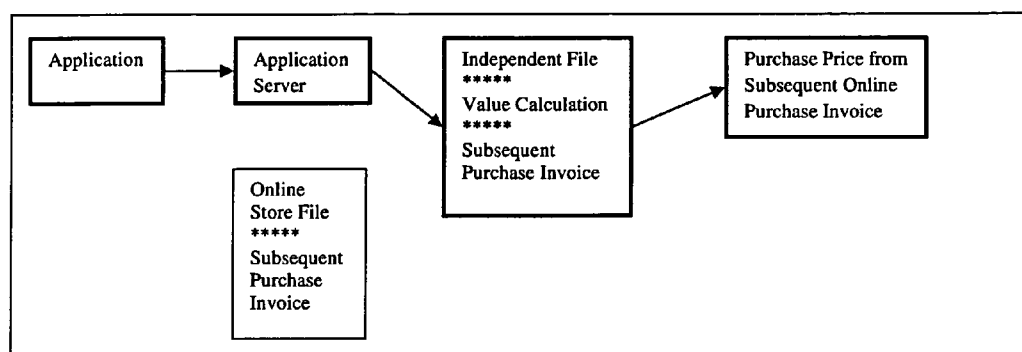 Application
Application
Server
Independent File
*****
Value Calculation
*****
Subsequent
Purchase Invoice
Purchase Price from
Subsequent Online
Purchase Invoice
Online
Store File
*****
Subsequent
Purchase
Invoice